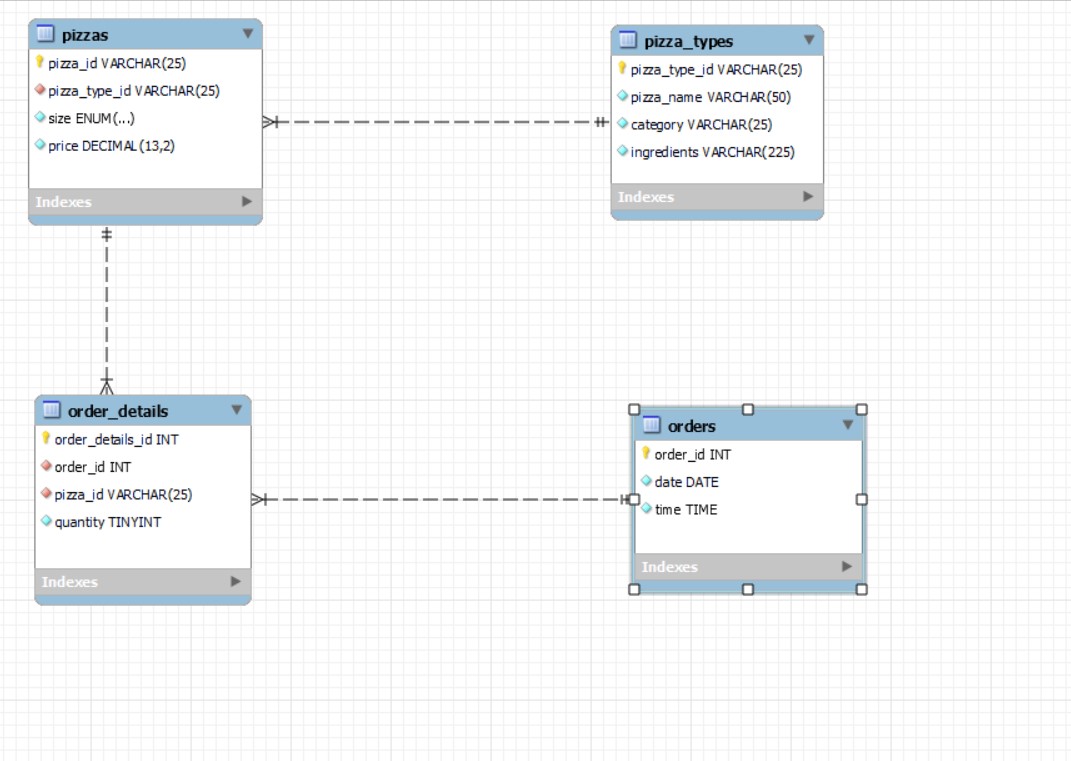 pizzas
pizza_id VARCHAR(25)
pizza_type_id VARCHAR(25)
size ENUM(...)
price DECIMAL(13,2)
Indexes
pizza_types
pizza_type_id VARCHAR(25)
pizza_name VARCHAR(50)
category VARCHAR(25)
ingredients VARCHAR(225)
Indexes
order_details
order_details_id INT
order_id INT
pizza_id VARCHAR(25)
quantity TINYINT
Indexes
orders
order_id INT
date DATE
time TIME
Indexes